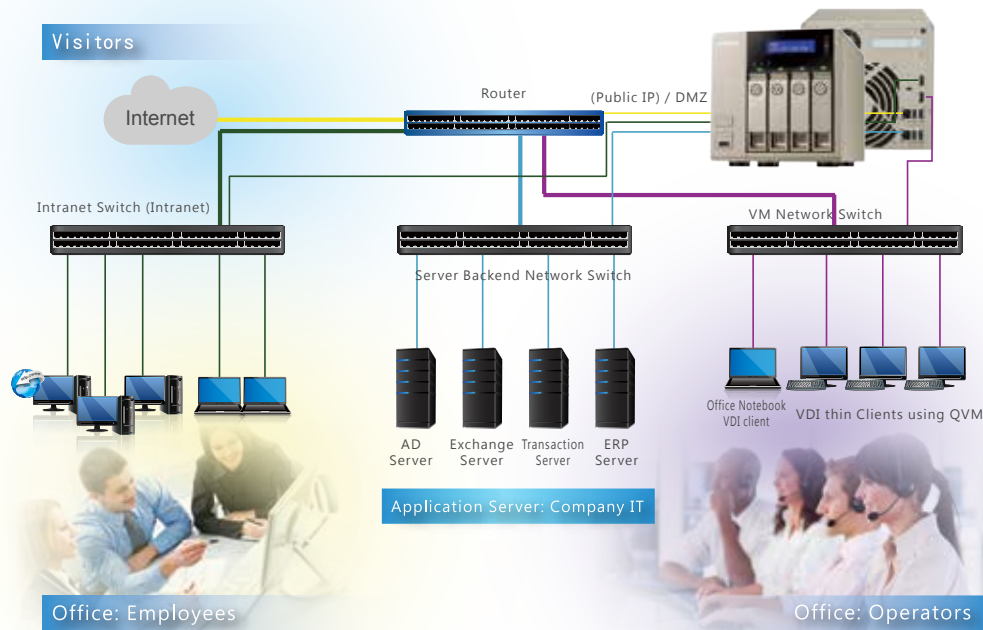 Visitors
Internet
Router
(Public IP) / DMZ
Intranet Switch (Intranet)
VM Network Switch
Server Backend Network Switch
AD
Server
Exchange
Server
Transaction
Server
ERP
Server
Office Notebook
VDI client
VDI thin Clients using QVM
Application Server: Company IT
Office: Employees
Office: Operators